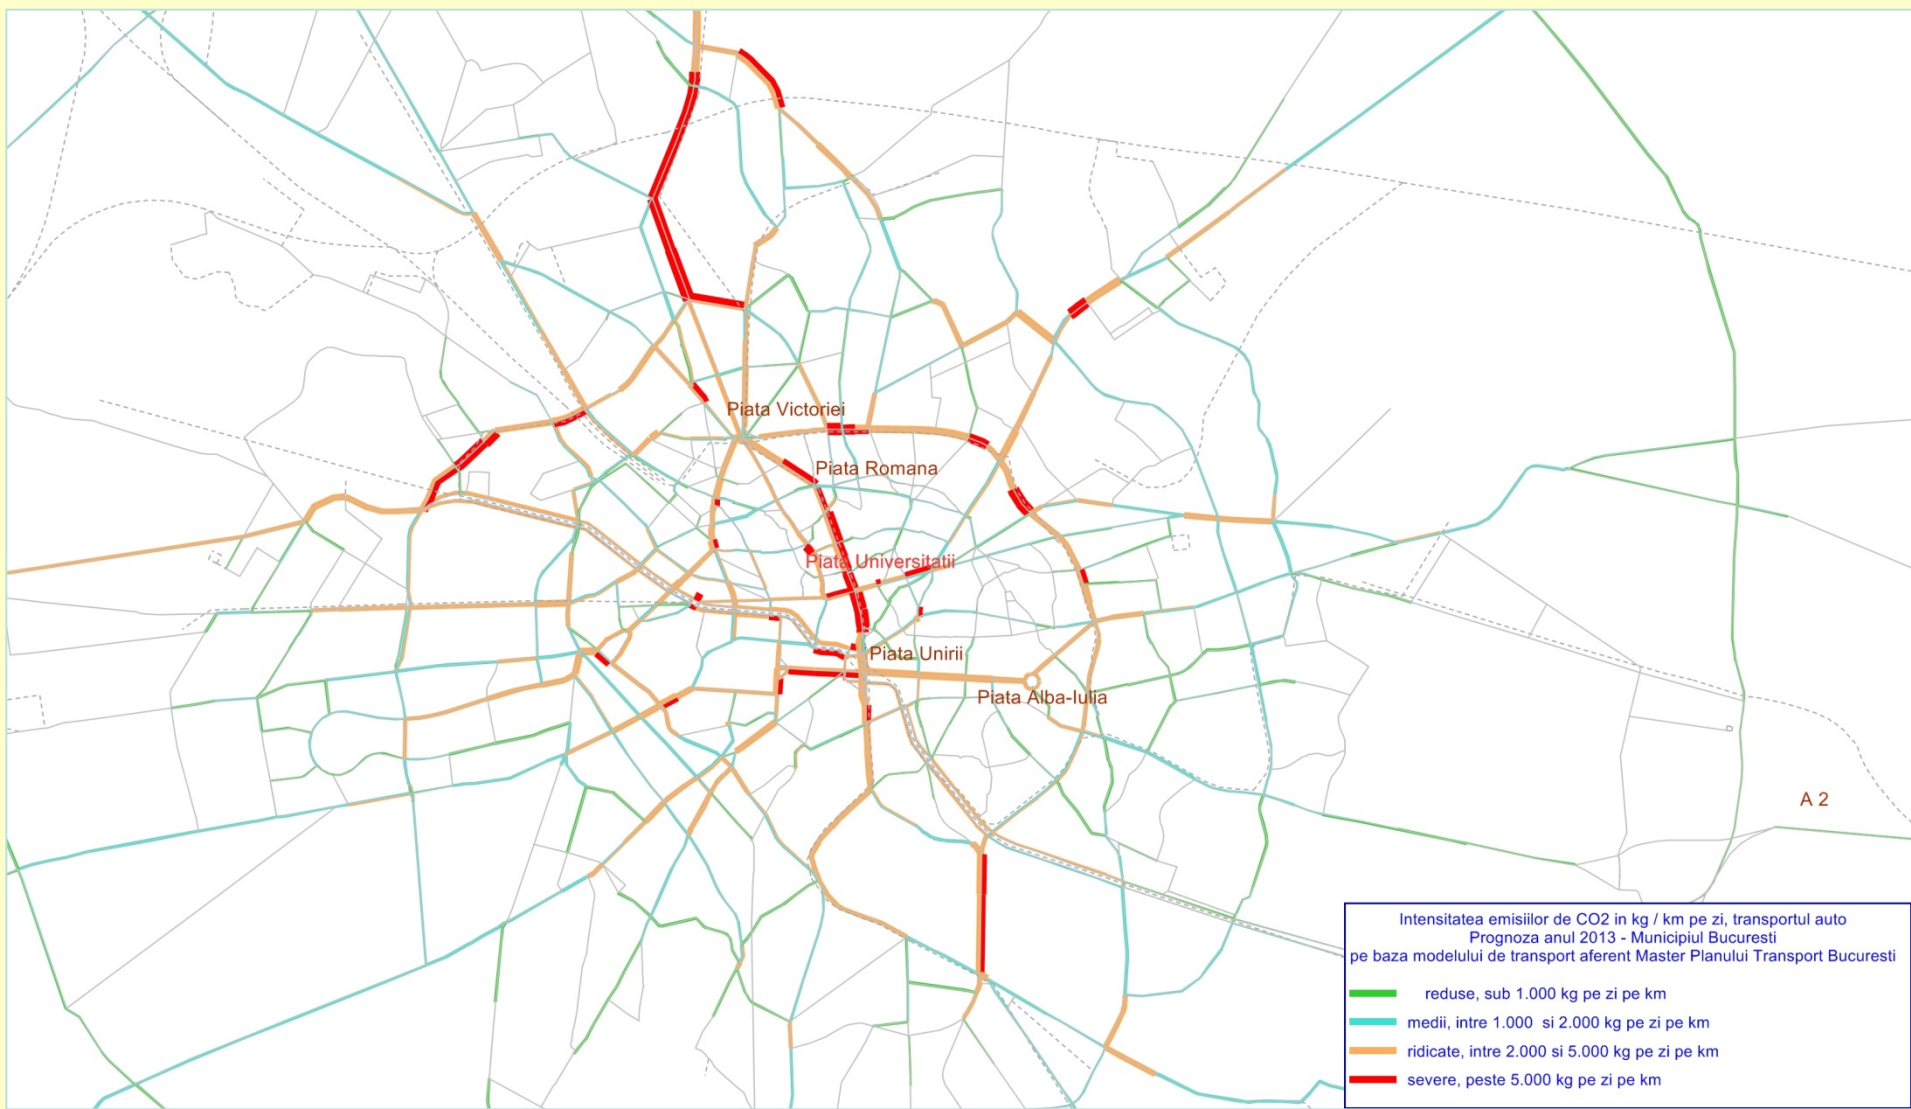 Piata Victoriei
Piata Romana
Piata Universitatii
Piata Unirii
Piata Alba-Iulia
A 2
Intensitatea emisiilor de CO2 in kg / km pe zi, transportul auto
Prognoza anul 2013 - Municipiul Bucuresti
pe baza modelului de transport aferent Master Planului Transport Bucuresti
reduse, sub 1.000 kg pe zi pe km
medii, intre 1.000 si 2.000 kg pe zi pe km
ridicate, intre 2.000 si 5.000 kg pe zi pe km
severe, peste 5.000 kg pe zi pe km